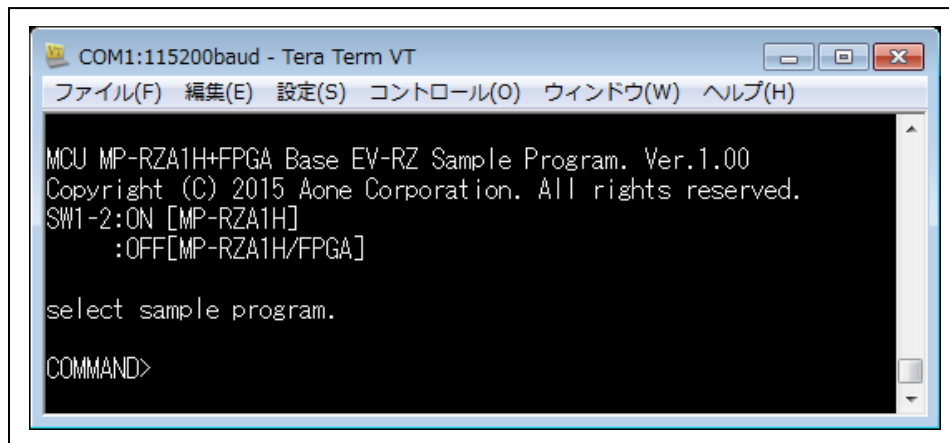 COM1:115200baud - Tera Term VT
ファイル(F) 編集(E) 設定(S) コントロール(O) ウィンドウ(W) ヘルプ(H)
MCU MP-RZA1H+FPGA Base EV-RZ Sample Program. Ver.1.00
Copyright (C) 2015 Aone Corporation. All rights reserved.
SW1-2:ON [MP-RZA1H]
:OFF[MP-RZA1H/FPGA]
select sample program.
COMMAND>